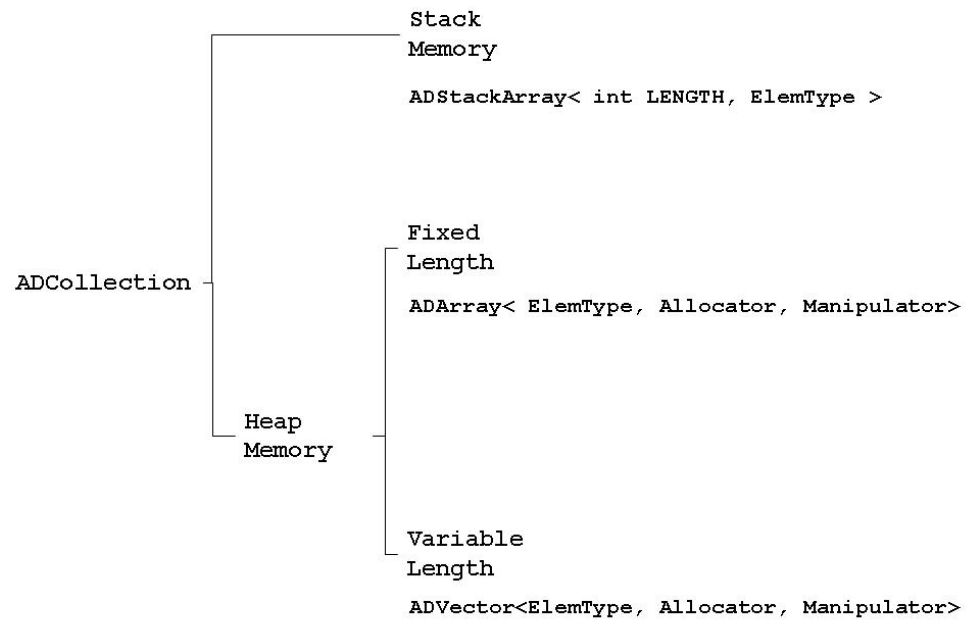 Stack
Memory
ADStackArray< int LENGTH, ElemType >
Fixed
Length
ADCollection
ADArray< ElemType, Allocator, Manipulator>
Heap
Memory
Variable
Length
ADVector<ElemType, Allocator, Manipulator>